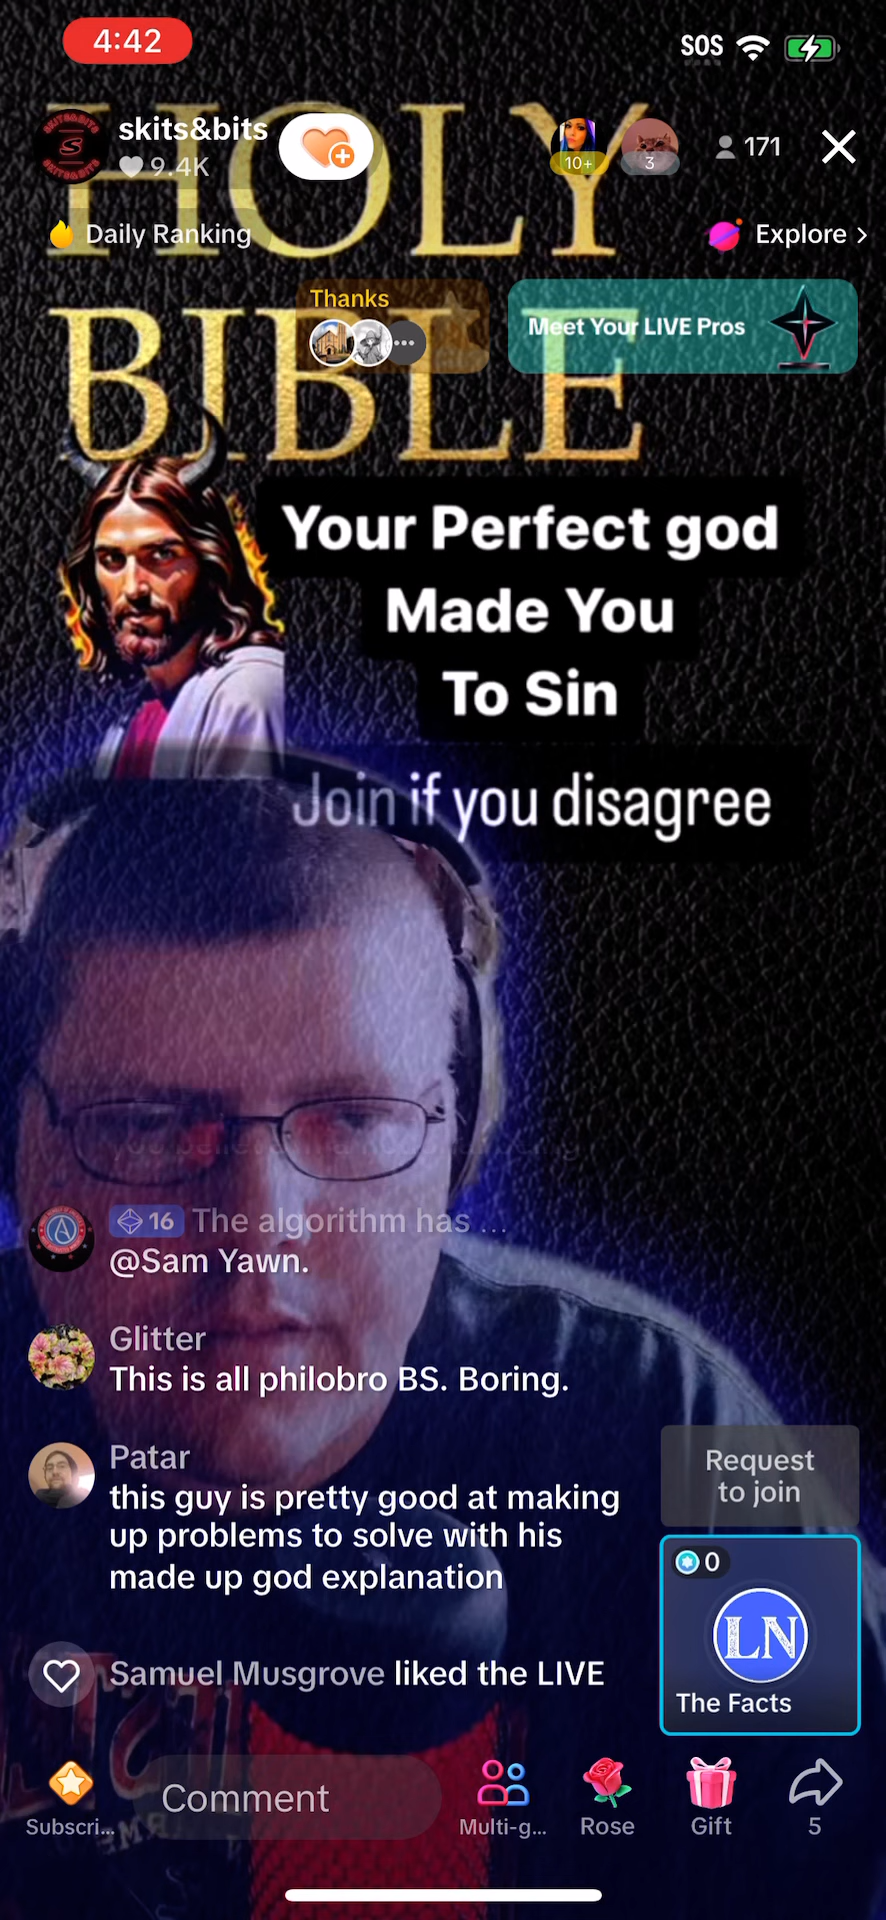 4:42
SOS
HOLY
skits&bits
9.4K
10+
3
171
Daily Ranking
Explore >
Thanks
Meet Your LIVE Pros
BIBLE
Your Perfect god
Made You
To Sin
Join if you disagree
16 The algorithm has ...
@Sam Yawn.
Glitter
This is all philobro BS. Boring.
Patar
this guy is pretty good at making
up problems to solve with his
made up god explanation
Samuel Musgrove liked the LIVE
Request
to join
0
LN
The Facts
Comment
Subscri...
Multi-g...
Rose
Gift
5